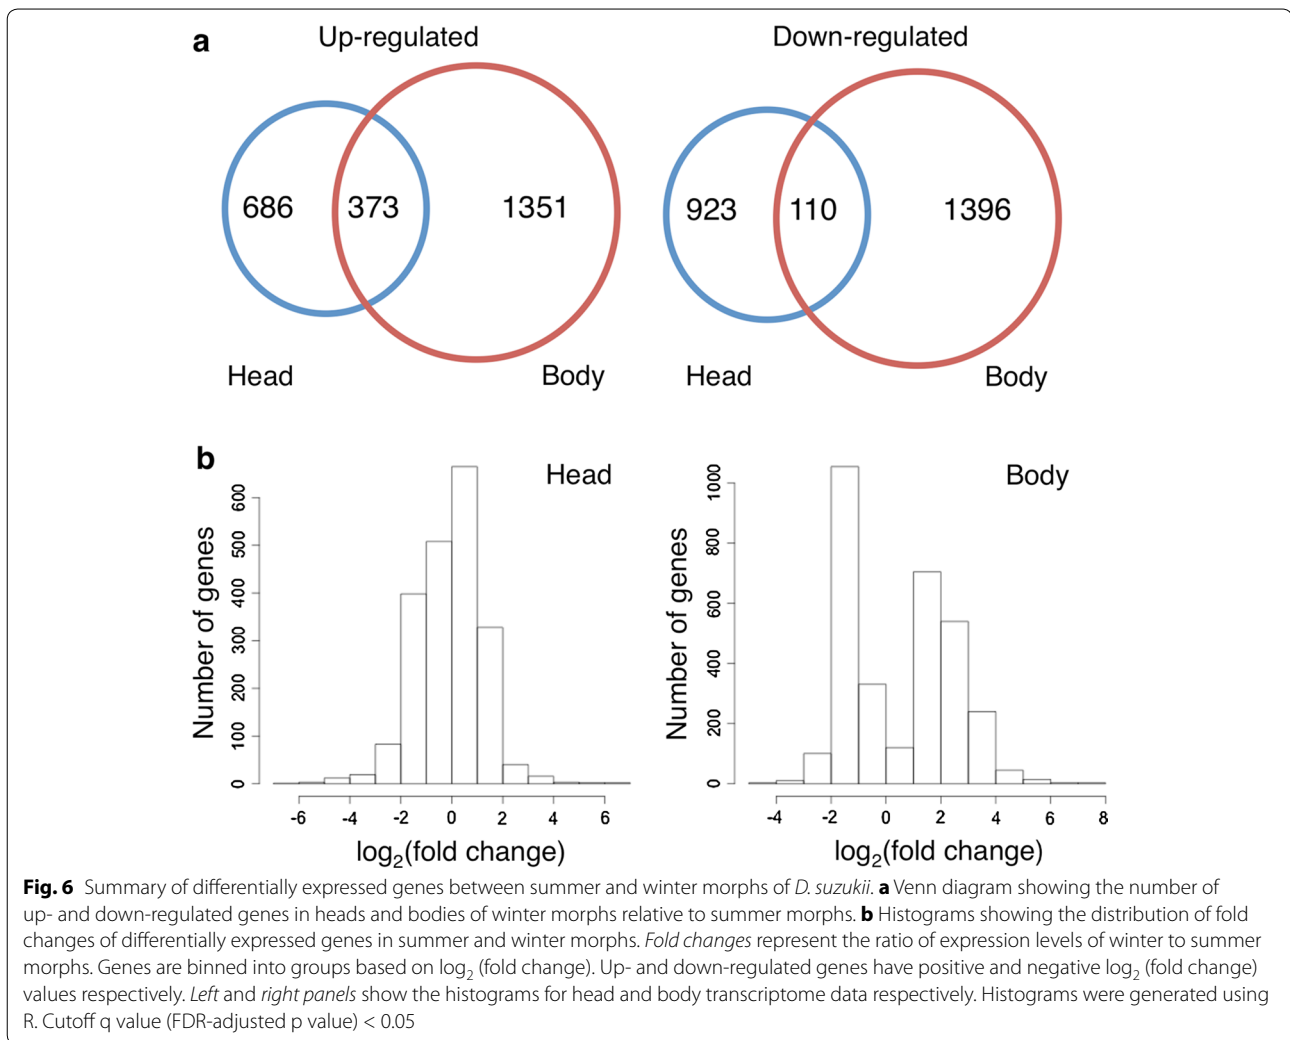 a
Up-regulated
Down-regulated
686
373
1351
923
110
1396
Head
Body
Head
Body
b
Head
Number of genes
0
100
200
300
400
500
600
-6
-4
-2
0
2
4
6
log2(fold change)
Body
Number of genes
0
200
400
600
800
1000
-4
-2
0
2
4
6
8
log2(fold change)
Fig. 6 Summary of differentially expressed genes between summer and winter morphs of D. suzukii. a Venn diagram showing the number of
up- and down-regulated genes in heads and bodies of winter morphs relative to summer morphs. b Histograms showing the distribution of fold
changes of differentially expressed genes in summer and winter morphs. Fold changes represent the ratio of expression levels of winter to summer
morphs. Genes are binned into groups based on log2 (fold change). Up- and down-regulated genes have positive and negative log2 (fold change)
values respectively. Left and right panels show the histograms for head and body transcriptome data respectively. Histograms were generated using
R. Cutoff q value (FDR-adjusted p value) < 0.05